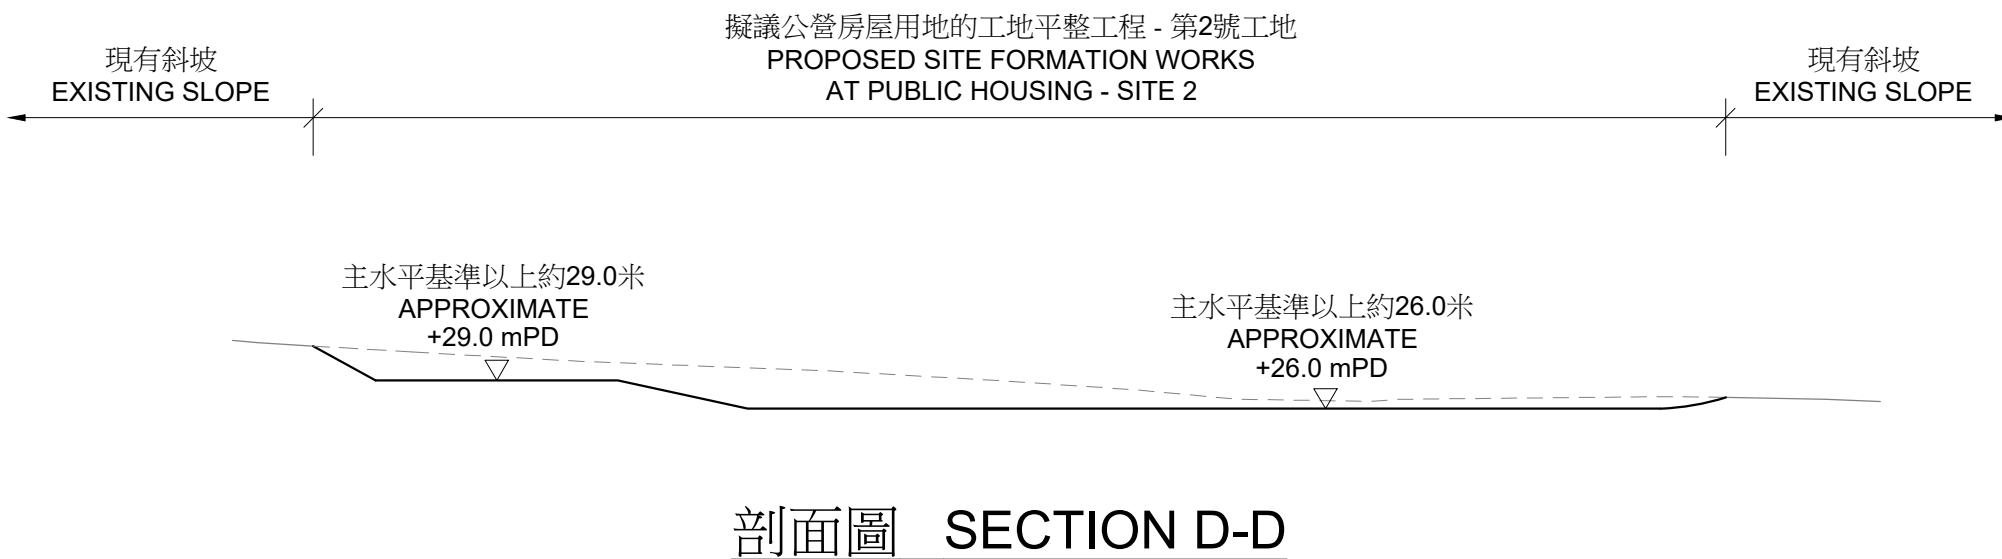 現有斜坡
EXISTING SLOPE
擬議公營房屋用地的工地平整工程 - 第2號工地
PROPOSED SITE FORMATION WORKS
AT PUBLIC HOUSING - SITE 2
現有斜坡
EXISTING SLOPE
主水平基準以上約29.0米
APPROXIMATE
+29.0 mPD
主水平基準以上約26.0米
APPROXIMATE
+26.0 mPD
剖面圖 SECTION D-D